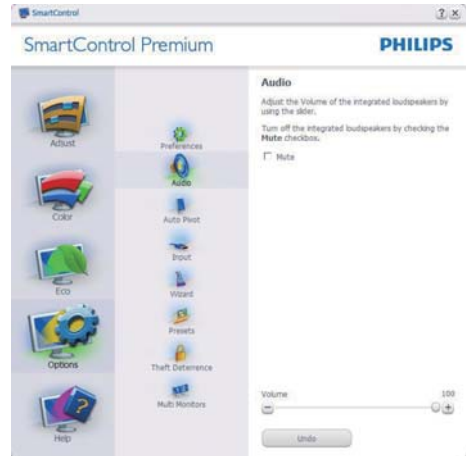 SmartControl
SmartControl Premium
PHILIPS
Adjust
Color
Eco
Options
Help
Preferences
Audio
Auto Pivot
Input
Wizard
Presets
Theft Deterrence
Multi Monitors
Audio
Adjust the Volume of the integrated loudspeakers by
using the slider.
Turn off the integrated loudspeakers by checking the
Mute checkbox.
Mute
Volume 100
Undo